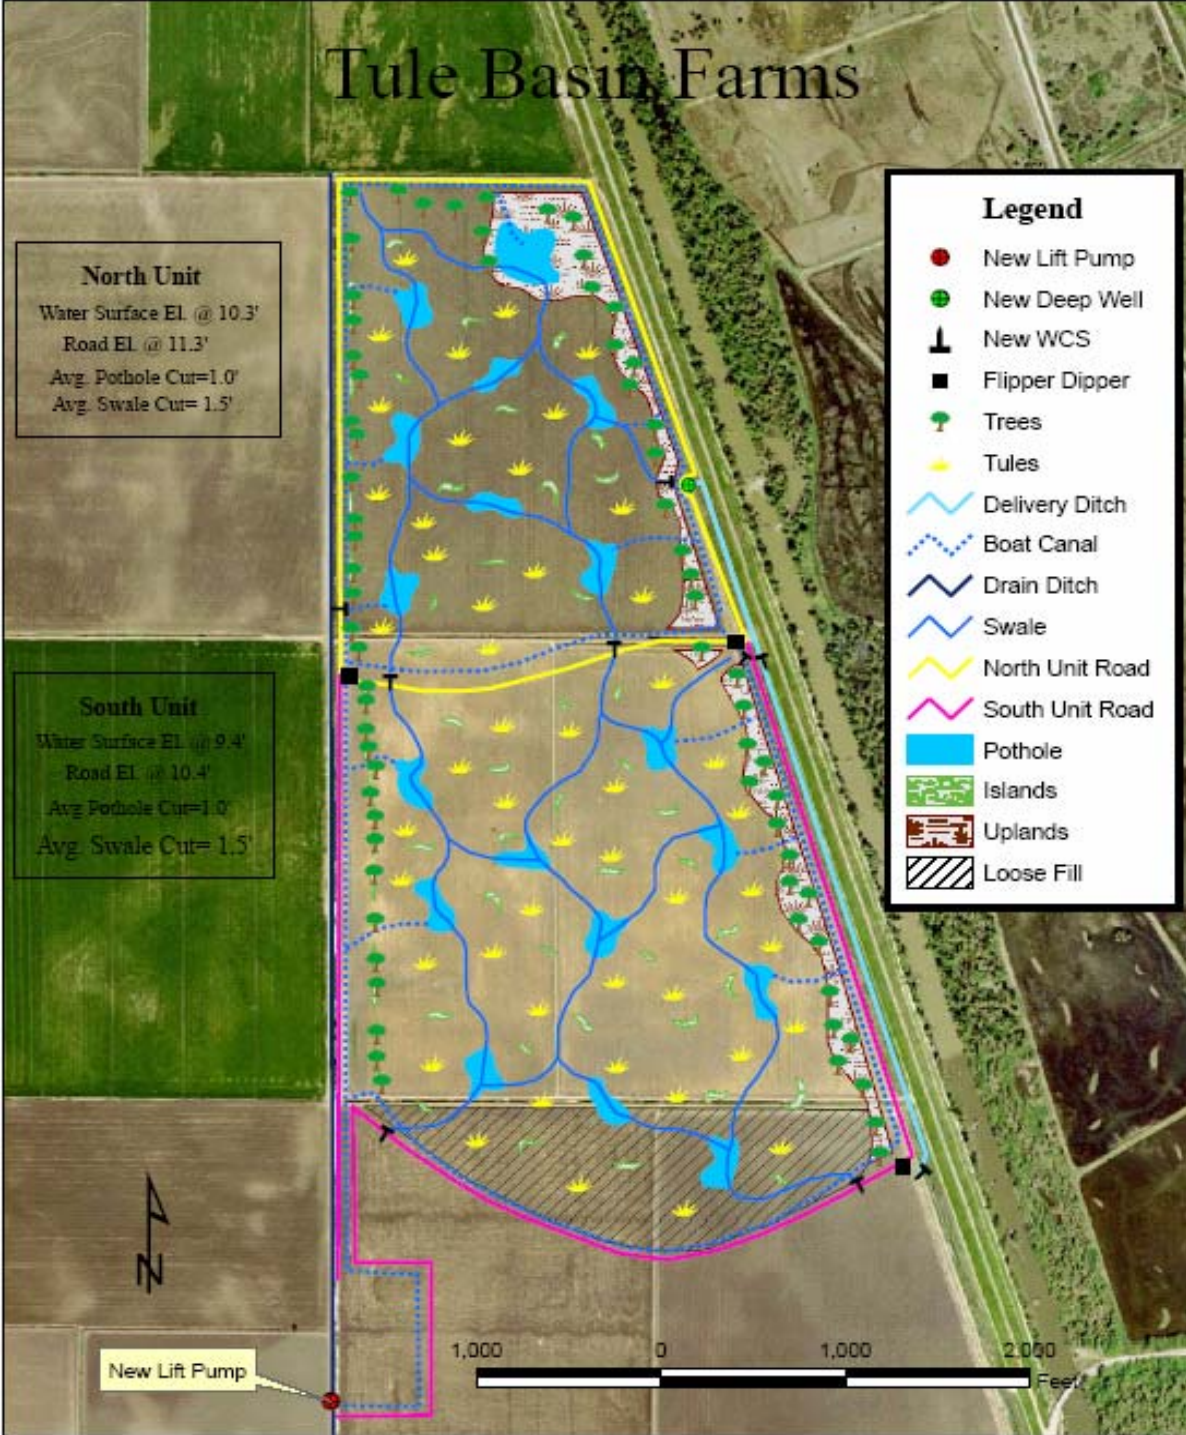 Tule Basin Farms
North Unit
Water Surface El. @ 10.3'
Road El. @ 11.3'
Avg. Pothole Cut=1.0'
Avg. Swale Cut= 1.5'
South Unit
Water Surface El. @ 9.4'
Road El. @ 10.4'
Avg Pothole Cut=1.0'
Avg. Swale Cut= 1.5'
Legend
New Lift Pump
New Deep Well
New WCS
Flipper Dipper
Trees
Tules
Delivery Ditch
Boat Canal
Drain Ditch
Swale
North Unit Road
South Unit Road
Pothole
Islands
Uplands
Loose Fill
N
New Lift Pump
1,000 0 1,000 2,000
Feet